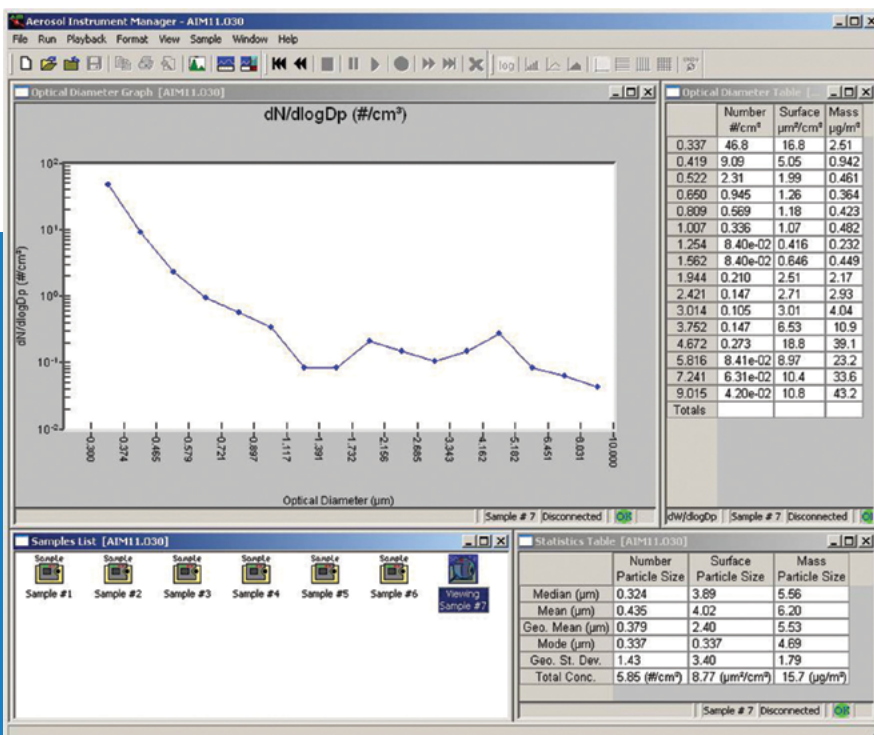 Aerosol Instrument Manager - AIM11.030
File Run Playback Format View Sample Window Help
log
Optical Diameter Graph [AIM11.030]
dN/dlogDp (#/cm³)
dN/dlogDp (#/cm³)
10²
10¹
10⁰
10⁻¹
10⁻²
0.300
0.374
0.465
0.579
0.721
0.897
1.117
1.391
1.732
2.156
2.685
3.343
4.162
5.182
6.451
8.031
10.000
Optical Diameter (µm)
Sample # 7 Disconnected OK
Optical Diameter Table [...
Number Surface Mass
#/cm³ µm²/cm³ µg/m³
0.337 46.8 16.8 2.51
0.419 9.09 5.05 0.942
0.522 2.31 1.99 0.461
0.650 0.945 1.26 0.364
0.809 0.569 1.18 0.423
1.007 0.336 1.07 0.482
1.254 8.40e-02 0.416 0.232
1.562 8.40e-02 0.646 0.449
1.944 0.210 2.51 2.17
2.421 0.147 2.71 2.93
3.014 0.105 3.01 4.04
3.752 0.147 6.53 10.9
4.672 0.273 18.8 39.1
5.816 8.41e-02 8.97 23.2
7.241 6.31e-02 10.4 33.6
9.015 4.20e-02 10.8 43.2
Totals
dW/dlogDp Sample # 7 Disconnected OK
Samples List [AIM11.030]
Sample Sample Sample Sample Sample Sample
Sample #1 Sample #2 Sample #3 Sample #4 Sample #5 Sample #6 Viewing
Sample #7
Statistics Table [AIM11.030]
Number Surface Mass
Particle Size Particle Size Particle Size
Median (µm) 0.324 3.89 5.56
Mean (µm) 0.435 4.02 6.20
Geo. Mean (µm) 0.379 2.40 5.53
Mode (µm) 0.337 0.337 4.69
Geo. St. Dev. 1.43 3.40 1.79
Total Conc. 5.85 (#/cm³) 8.77 (µm²/cm³) 15.7 (µg/m³)
Sample # 7 Disconnected OK